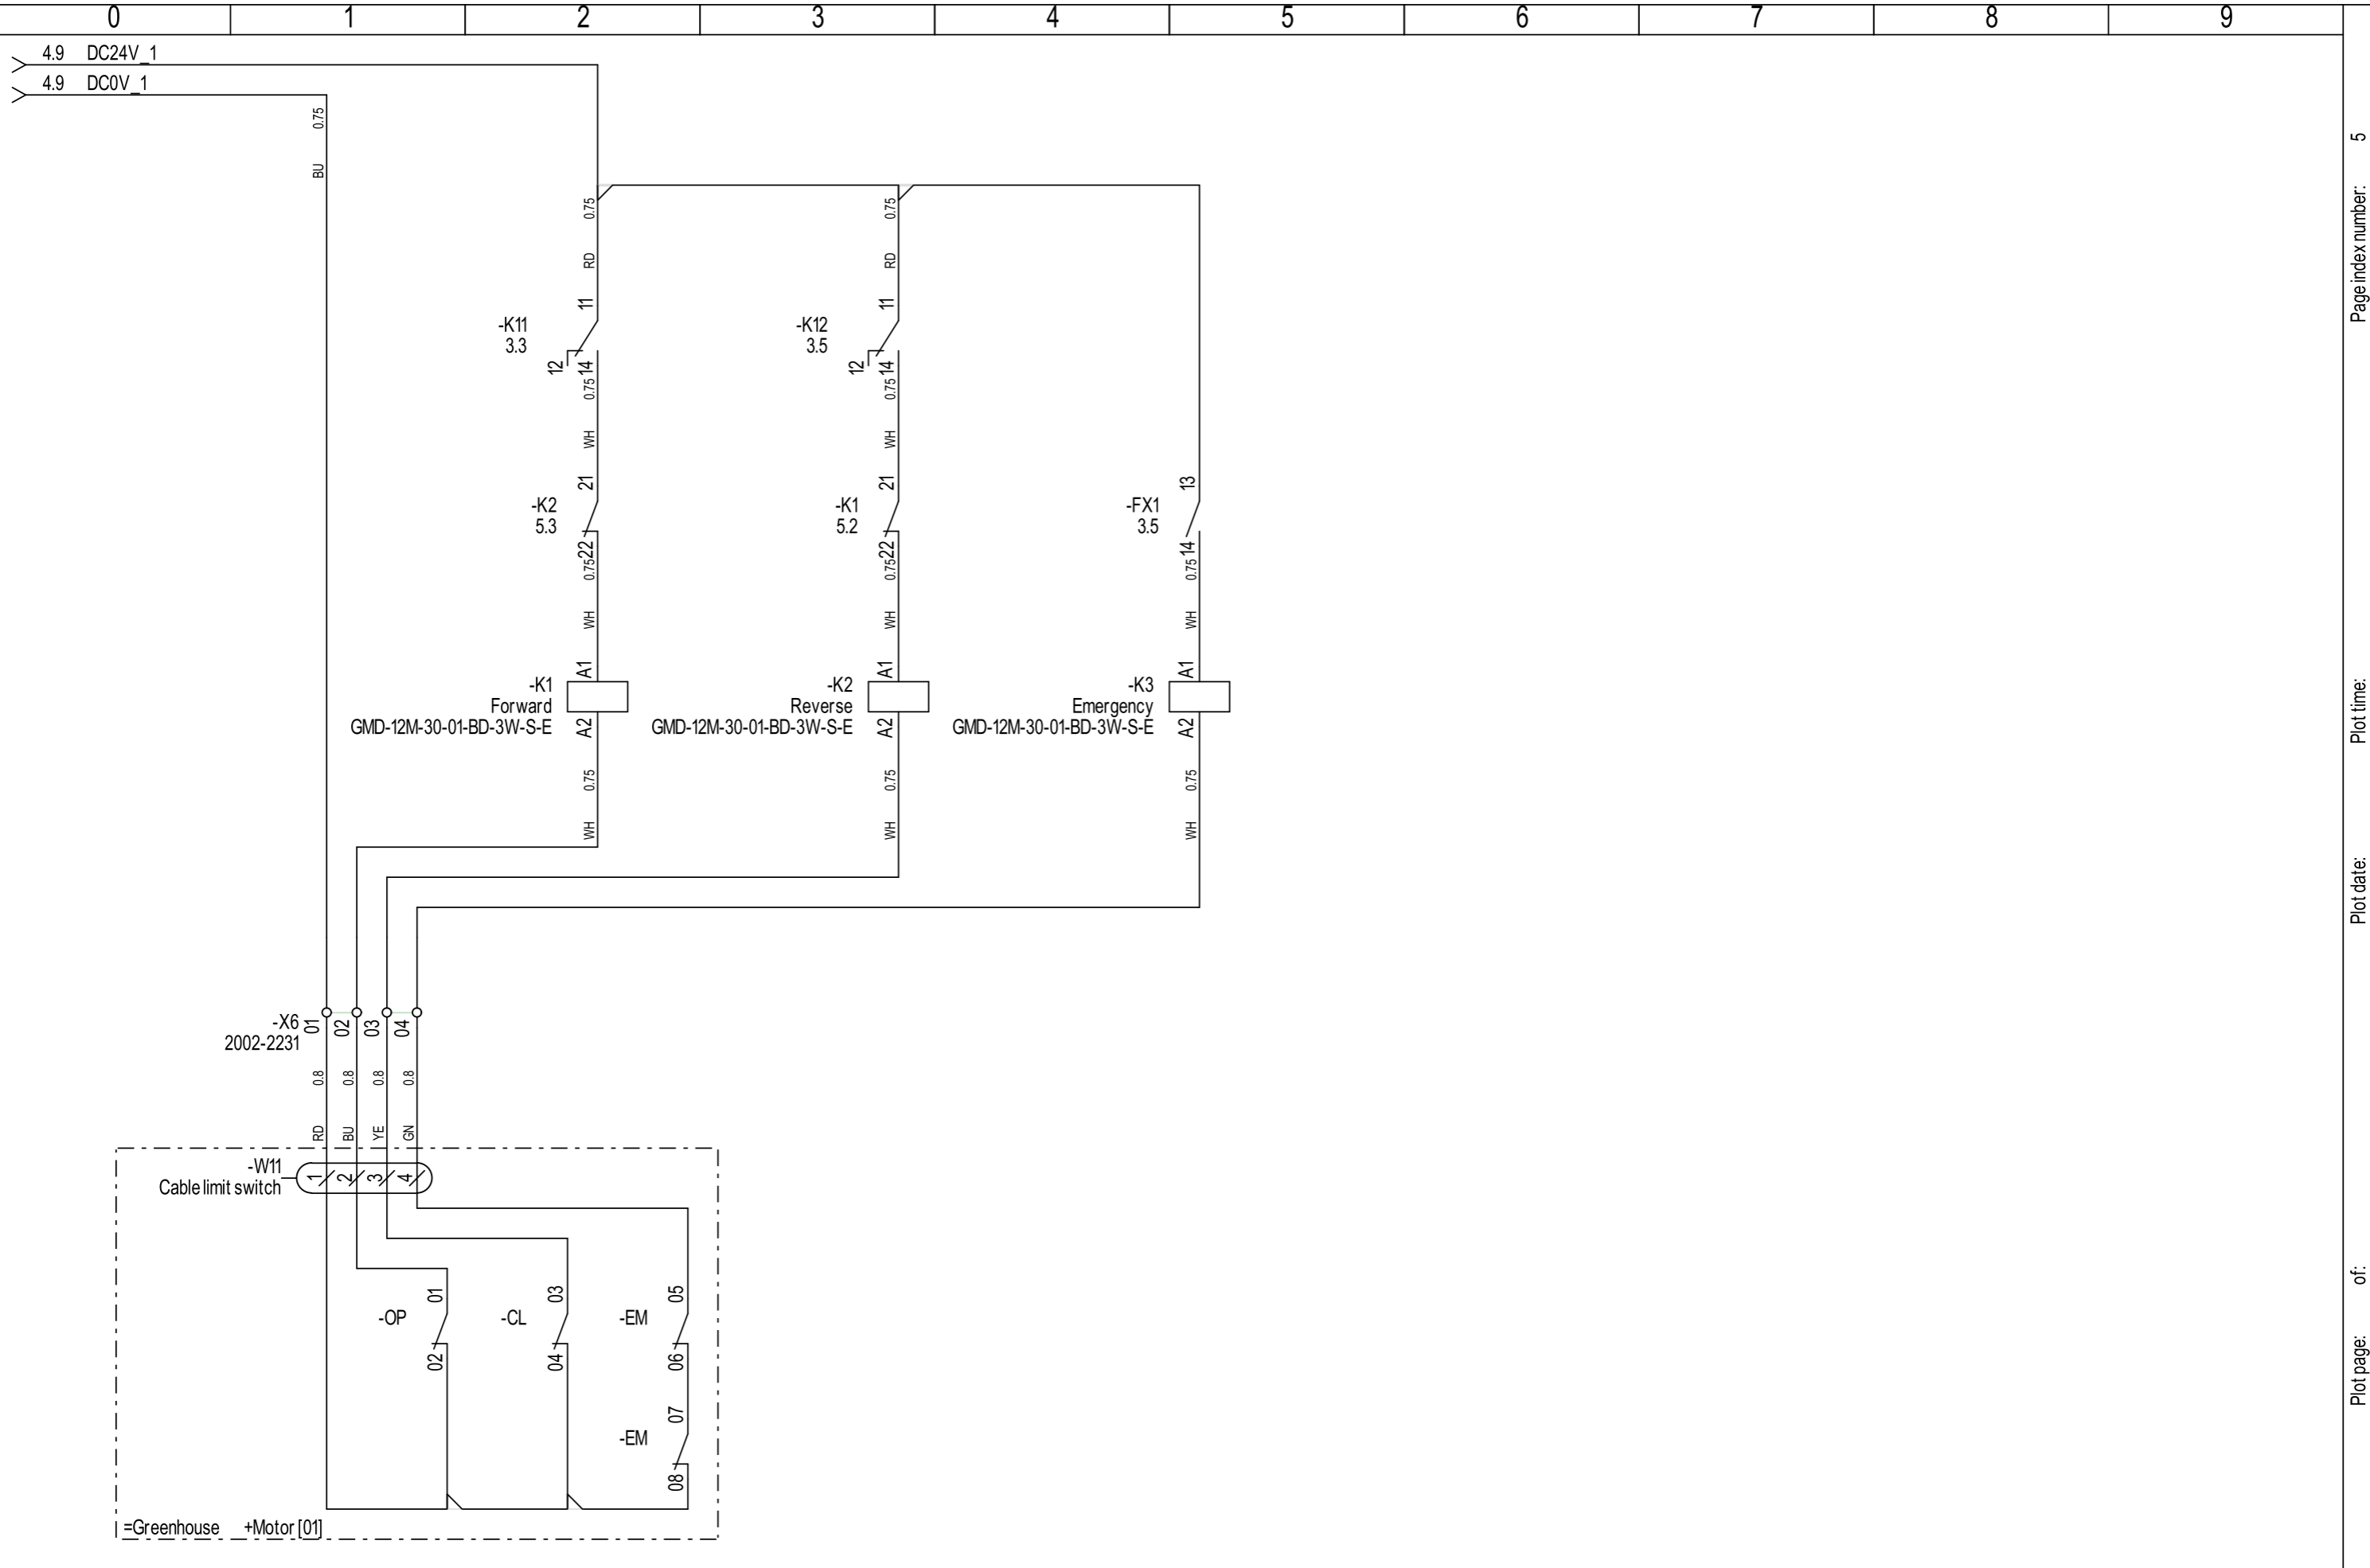 0 1 2 3 4 5 6 7 8 9
4.9 DC24V_1
4.9 DC0V_1
0.75
BU
0.75
RD
11
-K11
3.3
12
14
0.75
WH
21
-K2
5.3
22
0.75
WH
A1
-K1
Forward
GMD-12M-30-01-BD-3W-S-E
A2
0.75
WH
0.75
RD
11
-K12
3.5
12
14
0.75
WH
21
-K1
5.2
22
0.75
WH
A1
-K2
Reverse
GMD-12M-30-01-BD-3W-S-E
A2
0.75
WH
13
-FX1
3.5
14
0.75
WH
A1
-K3
Emergency
GMD-12M-30-01-BD-3W-S-E
A2
0.75
WH
-X6
2002-2231
01 02 03 04
0.8 0.8 0.8 0.8
RD BU YE GN
-W11
Cable limit switch
1 2 3 4
01
-OP
02
03
-CL
04
05
-EM
06
07
-EM
08
=Greenhouse +Motor [01]
Page index number: 5
Plot time:
Plot date:
Plot page: of: